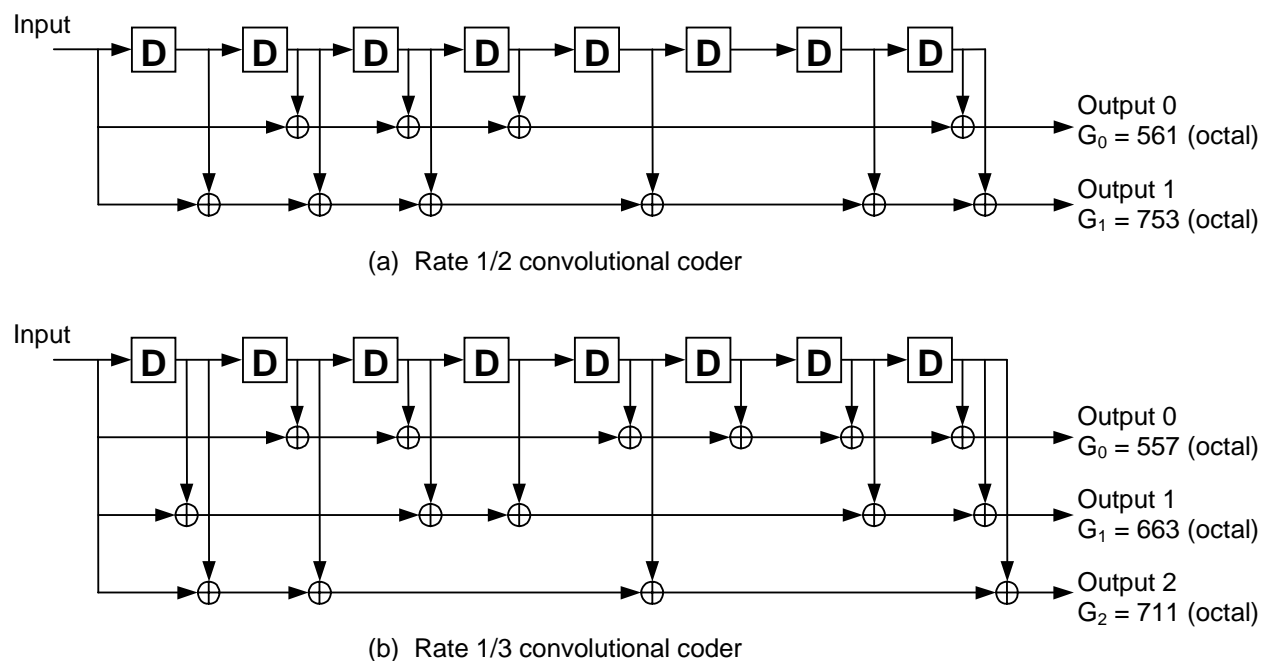 Input
D D D D D D D D
Output 0
G₀ = 561 (octal)
Output 1
G₁ = 753 (octal)
(a) Rate 1/2 convolutional coder
Input
D D D D D D D D
Output 0
G₀ = 557 (octal)
Output 1
G₁ = 663 (octal)
Output 2
G₂ = 711 (octal)
(b) Rate 1/3 convolutional coder